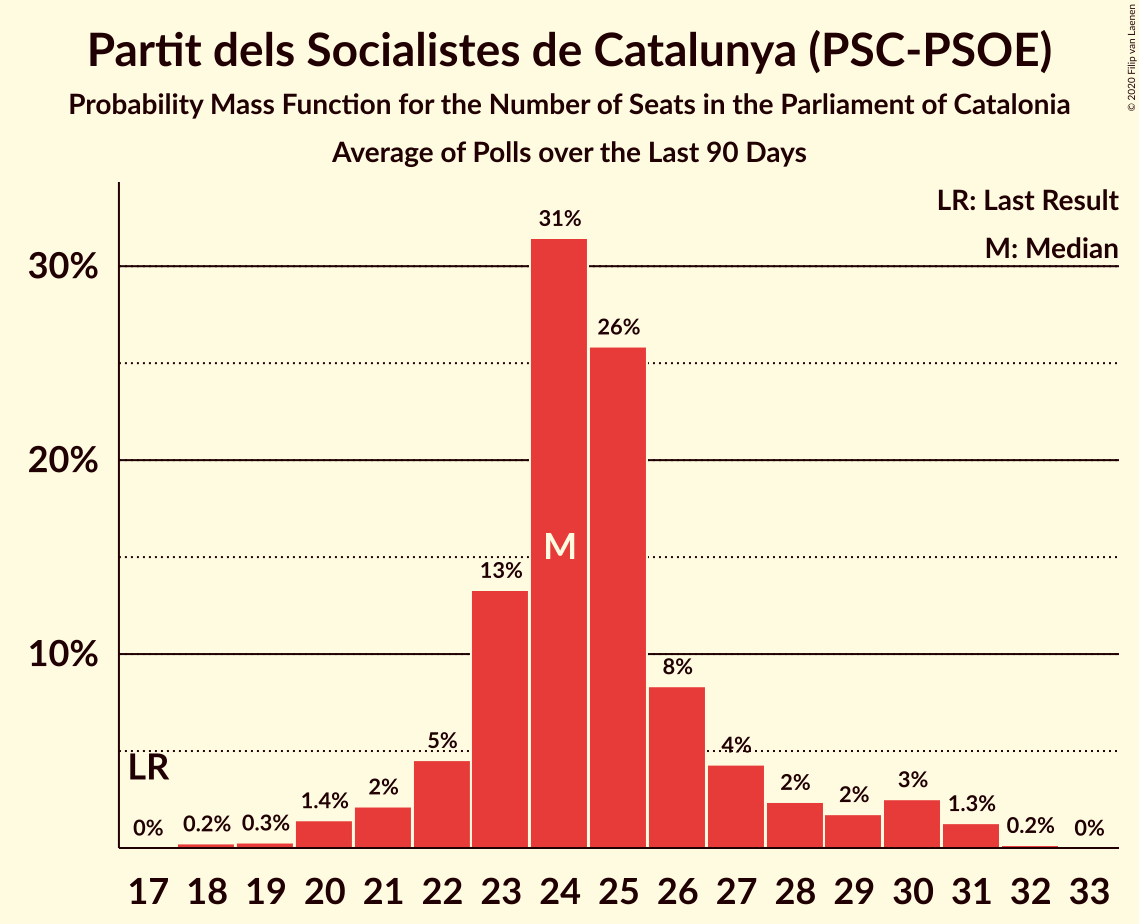 Partit dels Socialistes de Catalunya (PSC-PSOE)
Probability Mass Function for the Number of Seats in the Parliament of Catalonia
Average of Polls over the Last 90 Days
© 2020 Filip van Laenen
LR: Last Result
M: Median
30%
20%
10%
LR
M
0%
0.2%
0.3%
1.4%
2%
5%
13%
31%
26%
8%
4%
2%
2%
3%
1.3%
0.2%
0%
17 18 19 20 21 22 23 24 25 26 27 28 29 30 31 32 33